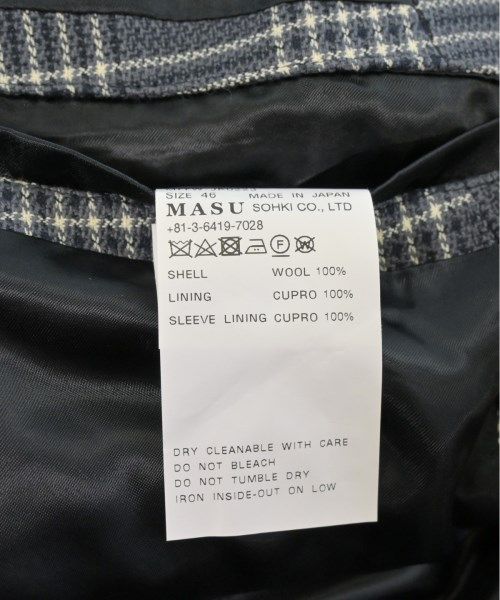 SIZE 46 MADE IN JAPAN
MASU SOHKI CO., LTD
+81-3-6419-7028
F W
SHELL WOOL 100%
LINING CUPRO 100%
SLEEVE LINING CUPRO 100%
DRY CLEANABLE WITH CARE
DO NOT BLEACH
DO NOT TUMBLE DRY
IRON INSIDE-OUT ON LOW